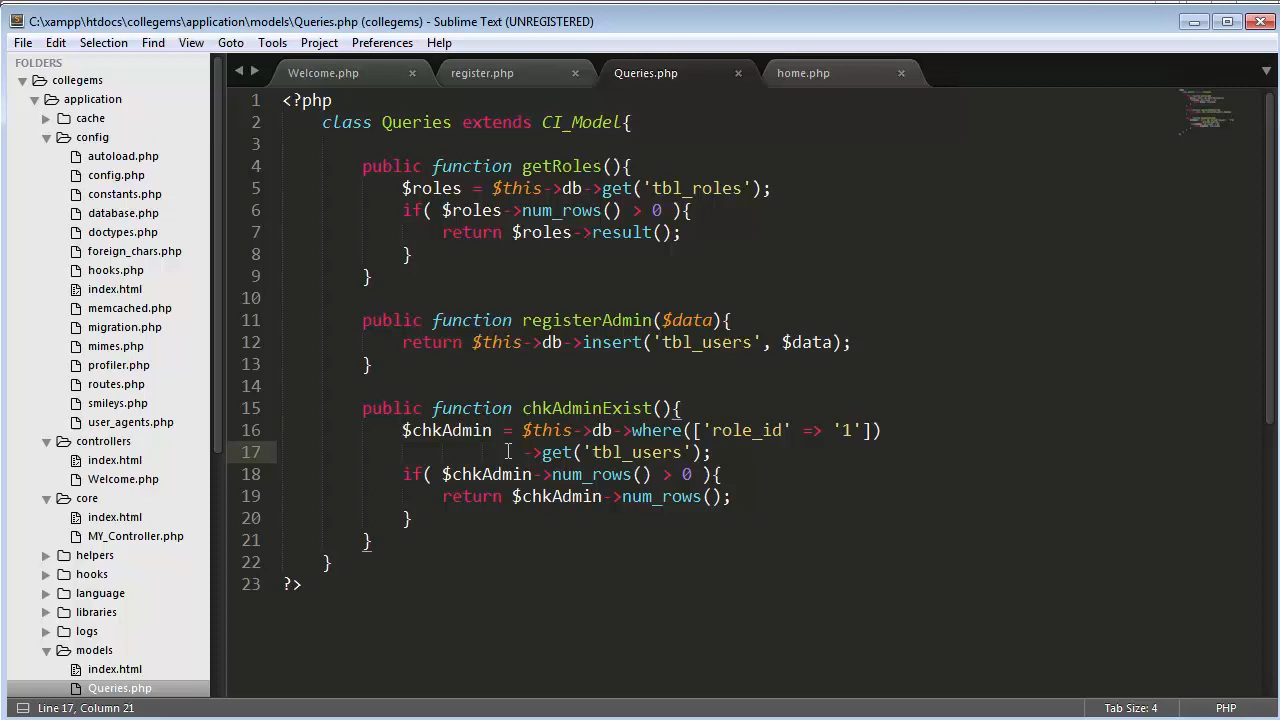 C:\xampp\htdocs\collegems\application\models\Queries.php (collegems) - Sublime Text (UNREGISTERED)
File Edit Selection Find View Goto Tools Project Preferences Help
FOLDERS
collegems
application
cache
config
autoload.php
config.php
constants.php
database.php
doctypes.php
foreign_chars.php
hooks.php
index.html
memcached.php
migration.php
mimes.php
profiler.php
routes.php
smileys.php
user_agents.php
controllers
index.html
Welcome.php
core
index.html
MY_Controller.php
helpers
hooks
language
libraries
logs
models
index.html
Queries.php
Welcome.php register.php Queries.php home.php
1 <?php
2 class Queries extends CI_Model{
3
4 public function getRoles(){
5 $roles = $this->db->get('tbl_roles');
6 if( $roles->num_rows() > 0 ){
7 return $roles->result();
8 }
9 }
10
11 public function registerAdmin($data){
12 return $this->db->insert('tbl_users', $data);
13 }
14
15 public function chkAdminExist(){
16 $chkAdmin = $this->db->where(['role_id' => '1'])
17 ->get('tbl_users');
18 if( $chkAdmin->num_rows() > 0 ){
19 return $chkAdmin->num_rows();
20 }
21 }
22 }
23 ?>
Line 17, Column 21 Tab Size: 4 PHP